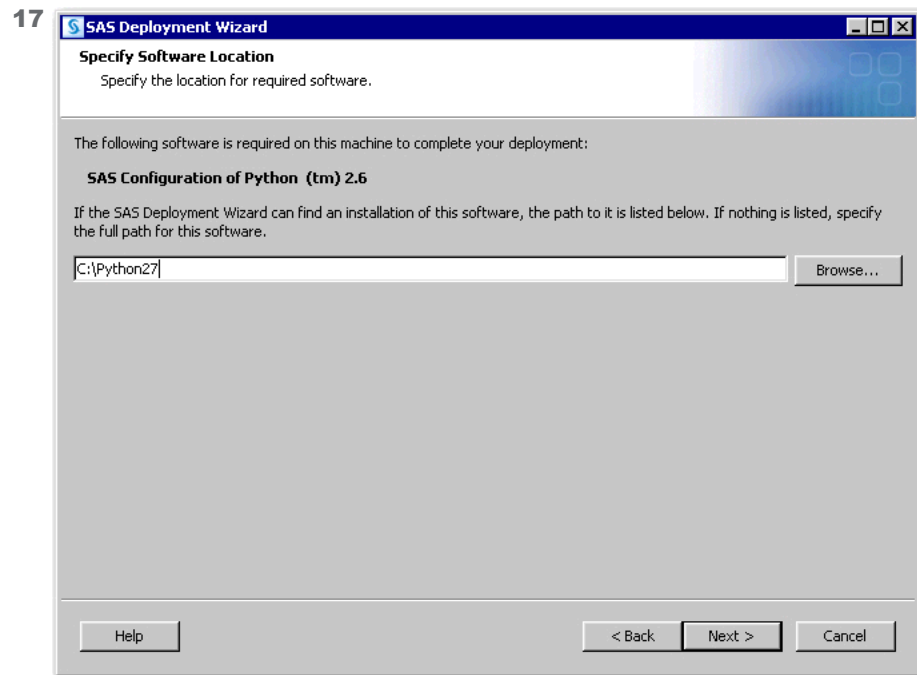 17
SAS Deployment Wizard
Specify Software Location
Specify the location for required software.
The following software is required on this machine to complete your deployment:
SAS Configuration of Python (tm) 2.6
If the SAS Deployment Wizard can find an installation of this software, the path to it is listed below. If nothing is listed, specify
the full path for this software.
C:\Python27
Browse...
Help
< Back
Next >
Cancel